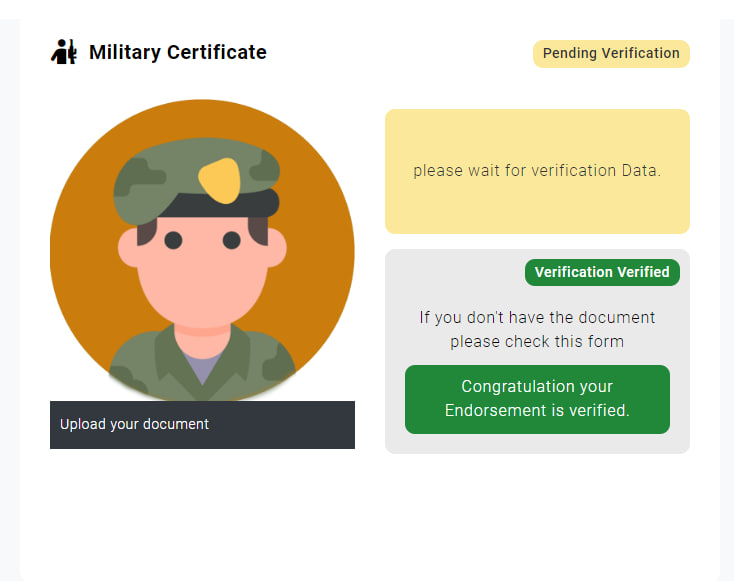 Military Certificate
Pending Verification
please wait for verification Data.
Verification Verified
If you don't have the document
please check this form
Congratulation your
Endorsement is verified.
Upload your document